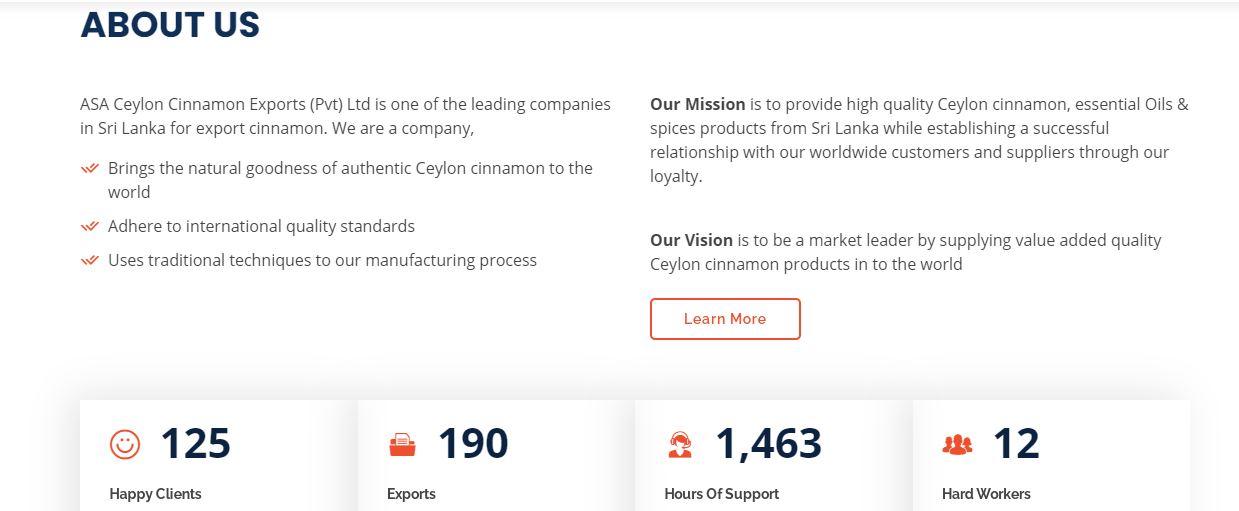 ABOUT US
ASA Ceylon Cinnamon Exports (Pvt) Ltd is one of the leading companies
in Sri Lanka for export cinnamon. We are a company,
Brings the natural goodness of authentic Ceylon cinnamon to the
world
Adhere to international quality standards
Uses traditional techniques to our manufacturing process
Our Mission is to provide high quality Ceylon cinnamon, essential Oils &
spices products from Sri Lanka while establishing a successful
relationship with our worldwide customers and suppliers through our
loyalty.
Our Vision is to be a market leader by supplying value added quality
Ceylon cinnamon products in to the world
Learn More
125
Happy Clients
190
Exports
1,463
Hours Of Support
12
Hard Workers